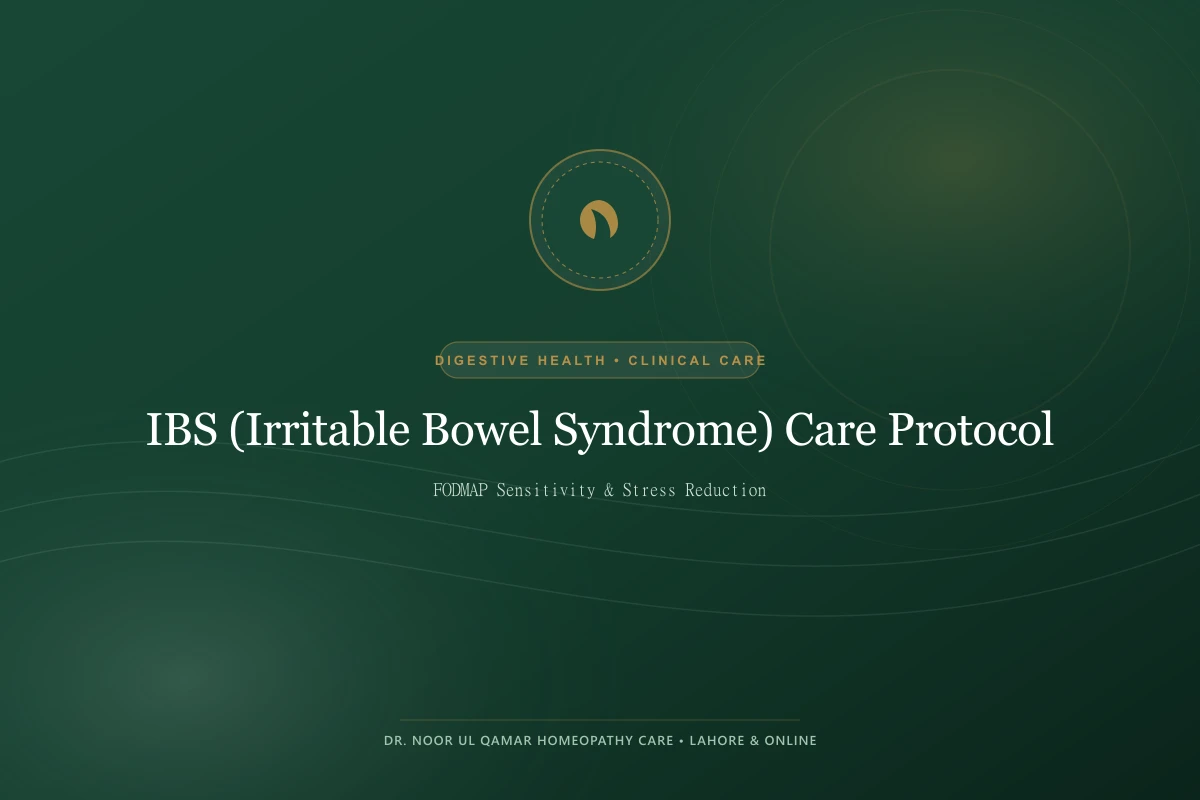 DIGESTIVE HEALTH • CLINICAL CARE
IBS (Irritable Bowel Syndrome) Care Protocol
FODMAP Sensitivity & Stress Reduction
DR. NOOR UL QAMAR HOMEOPATHY CARE • LAHORE & ONLINE